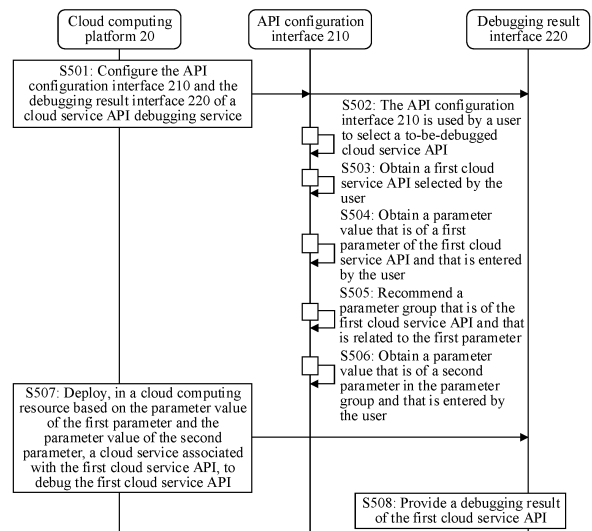 Cloud computing
platform 20
API configuration
interface 210
Debugging result
interface 220
S501: Configure the API
configuration interface 210 and the
debugging result interface 220 of a
cloud service API debugging service
S502: The API configuration
interface 210 is used by a user
to select a to-be-debugged
cloud service API
S503: Obtain a first cloud
service API selected by the
user
S504: Obtain a parameter
value that is of a first
parameter of the first cloud
service API and that is entered
by the user
S505: Recommend a
parameter group that is of the
first cloud service API and that
is related to the first parameter
S506: Obtain a parameter
value that is of a second
parameter in the parameter
group and that is entered by
the user
S507: Deploy, in a cloud computing
resource based on the parameter value
of the first parameter and the
parameter value of the second
parameter, a cloud service associated
with the first cloud service API, to
debug the first cloud service API
S508: Provide a debugging result
of the first cloud service API